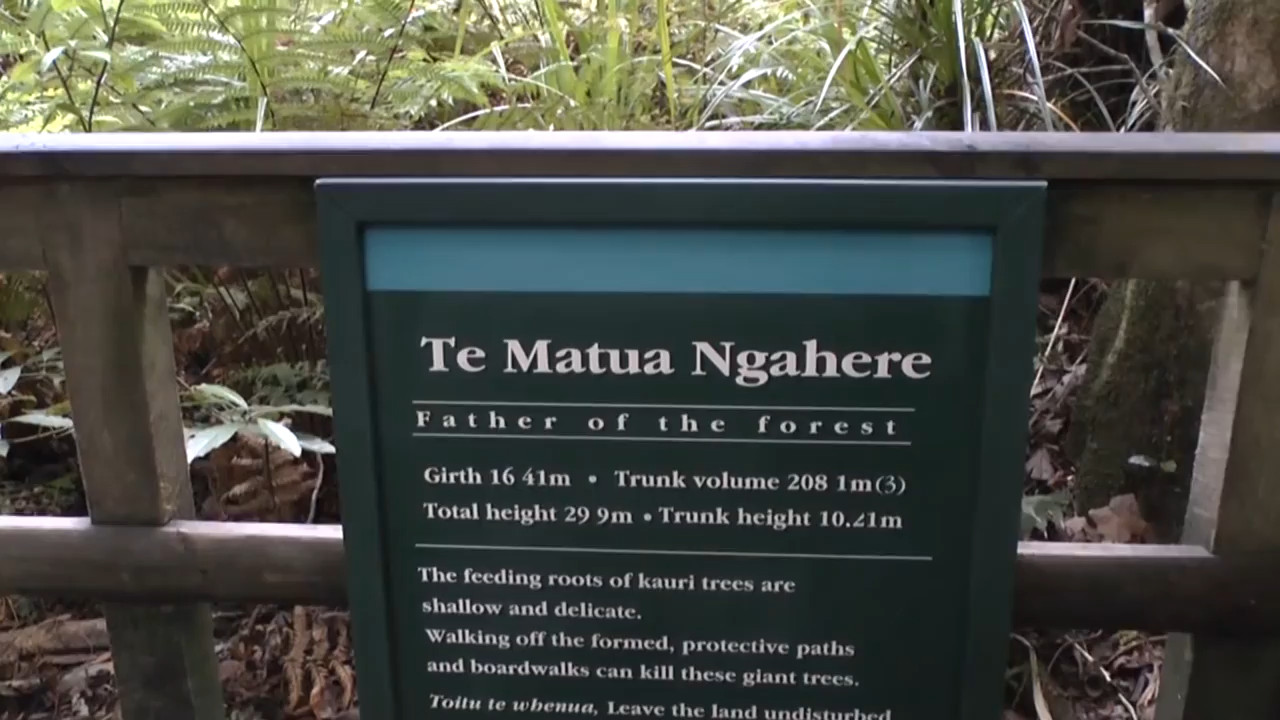 Te Matua Ngahere
Father of the forest
Girth 16 41m • Trunk volume 208 1m(3)
Total height 29 9m • Trunk height 10.21m
The feeding roots of kauri trees are
shallow and delicate.
Walking off the formed, protective paths
and boardwalks can kill these giant trees.
Toitu te whenua, Leave the land undisturbed